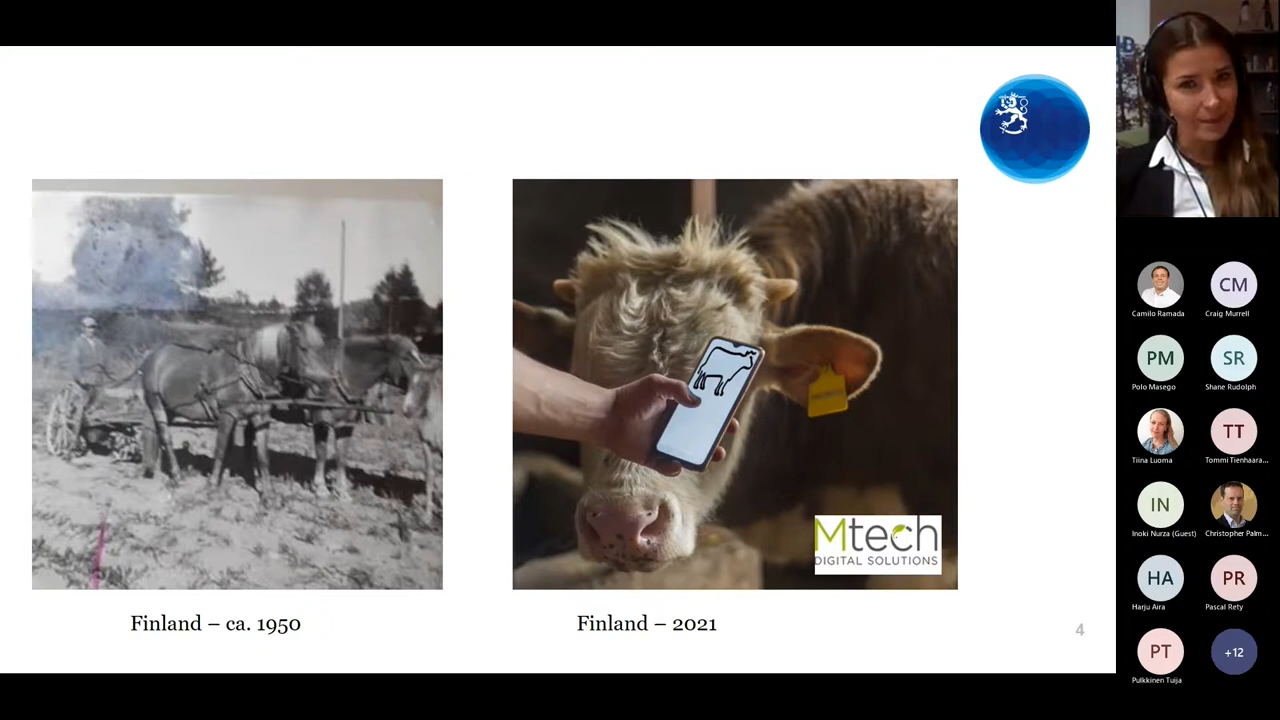 Mtech
DIGITAL SOLUTIONS
Finland – ca. 1950
Finland – 2021
4
Camilo Ramada
CM
Craig Murrell
PM
Polo Masego
SR
Shane Rudolph
Tiina Luoma
TT
Tommi Tienhaara...
IN
Inoki Nurza (Guest)
Christopher Palm...
HA
Harju Aira
PR
Pascal Rety
PT
Pulkkinen Tuija
+12